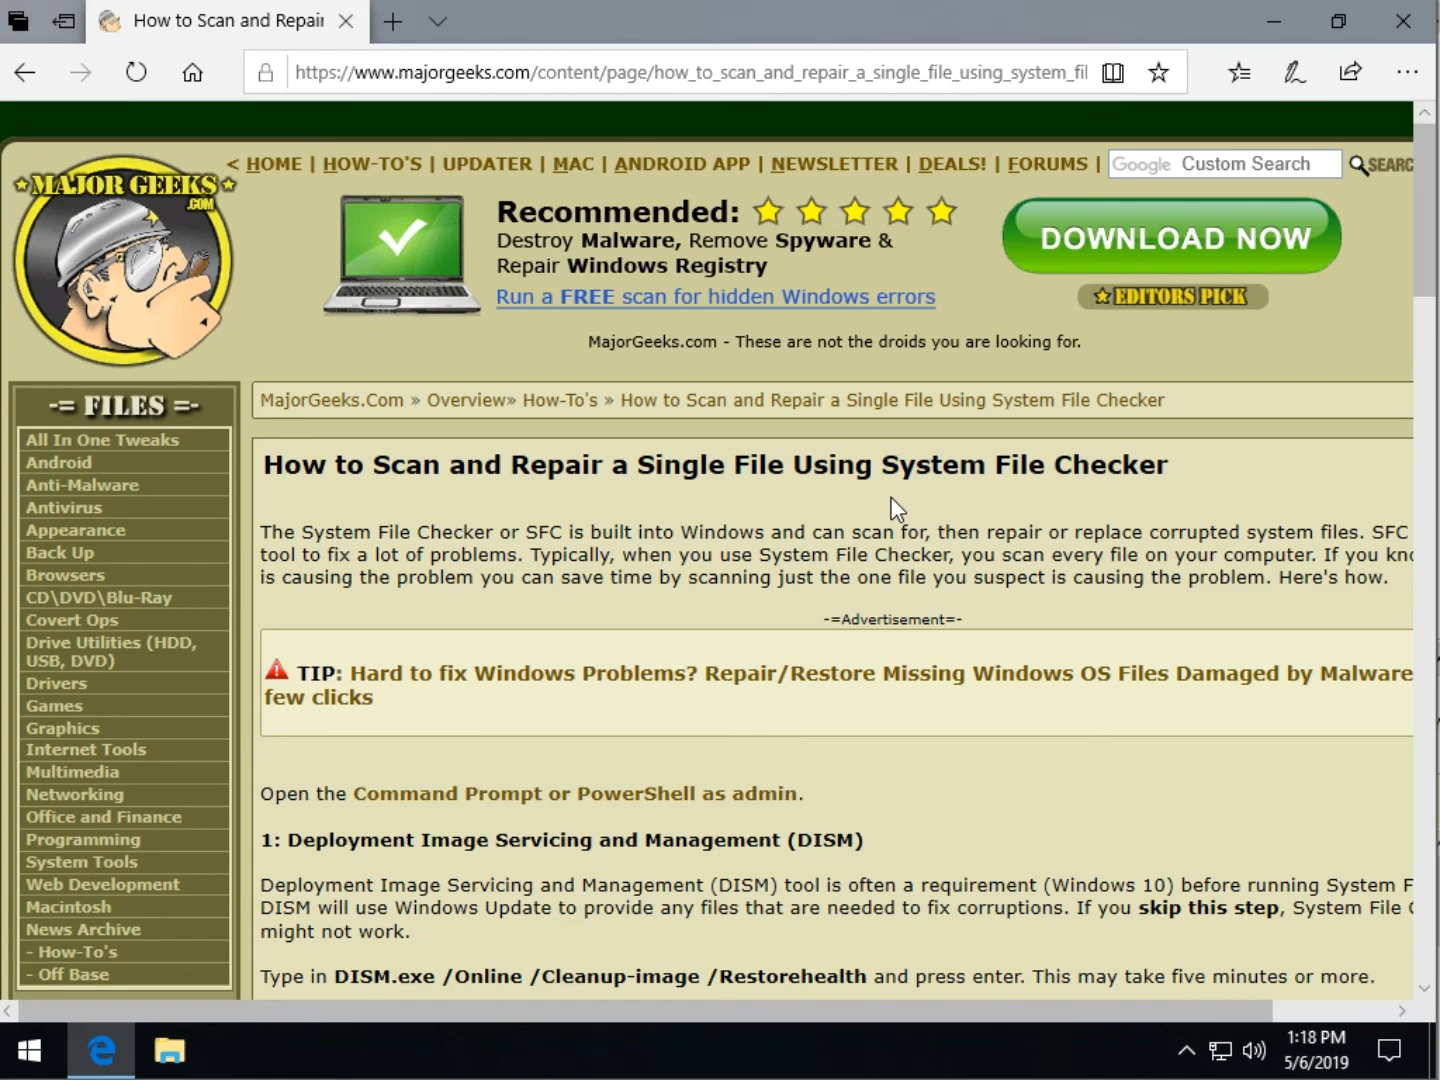 How to Scan and Repair
https://www.majorgeeks.com/content/page/how_to_scan_and_repair_a_single_file_using_system_fil
MAJOR GEEKS
.COM
< HOME | HOW-TO'S | UPDATER | MAC | ANDROID APP | NEWSLETTER | DEALS! | FORUMS |
Google Custom Search
SEARC
Recommended:
Destroy Malware, Remove Spyware &
Repair Windows Registry
Run a FREE scan for hidden Windows errors
DOWNLOAD NOW
EDITORS PICK
MajorGeeks.com - These are not the droids you are looking for.
-= FILES =-
All In One Tweaks
Android
Anti-Malware
Antivirus
Appearance
Back Up
Browsers
CD\DVD\Blu-Ray
Covert Ops
Drive Utilities (HDD,
USB, DVD)
Drivers
Games
Graphics
Internet Tools
Multimedia
Networking
Office and Finance
Programming
System Tools
Web Development
Macintosh
News Archive
- How-To's
- Off Base
MajorGeeks.Com » Overview» How-To's » How to Scan and Repair a Single File Using System File Checker
How to Scan and Repair a Single File Using System File Checker
The System File Checker or SFC is built into Windows and can scan for, then repair or replace corrupted system files. SFC
tool to fix a lot of problems. Typically, when you use System File Checker, you scan every file on your computer. If you kno
is causing the problem you can save time by scanning just the one file you suspect is causing the problem. Here's how.
-=Advertisement=-
TIP: Hard to fix Windows Problems? Repair/Restore Missing Windows OS Files Damaged by Malware
few clicks
Open the Command Prompt or PowerShell as admin.
1: Deployment Image Servicing and Management (DISM)
Deployment Image Servicing and Management (DISM) tool is often a requirement (Windows 10) before running System F
DISM will use Windows Update to provide any files that are needed to fix corruptions. If you skip this step, System File
might not work.
Type in DISM.exe /Online /Cleanup-image /Restorehealth and press enter. This may take five minutes or more.
1:18 PM
5/6/2019